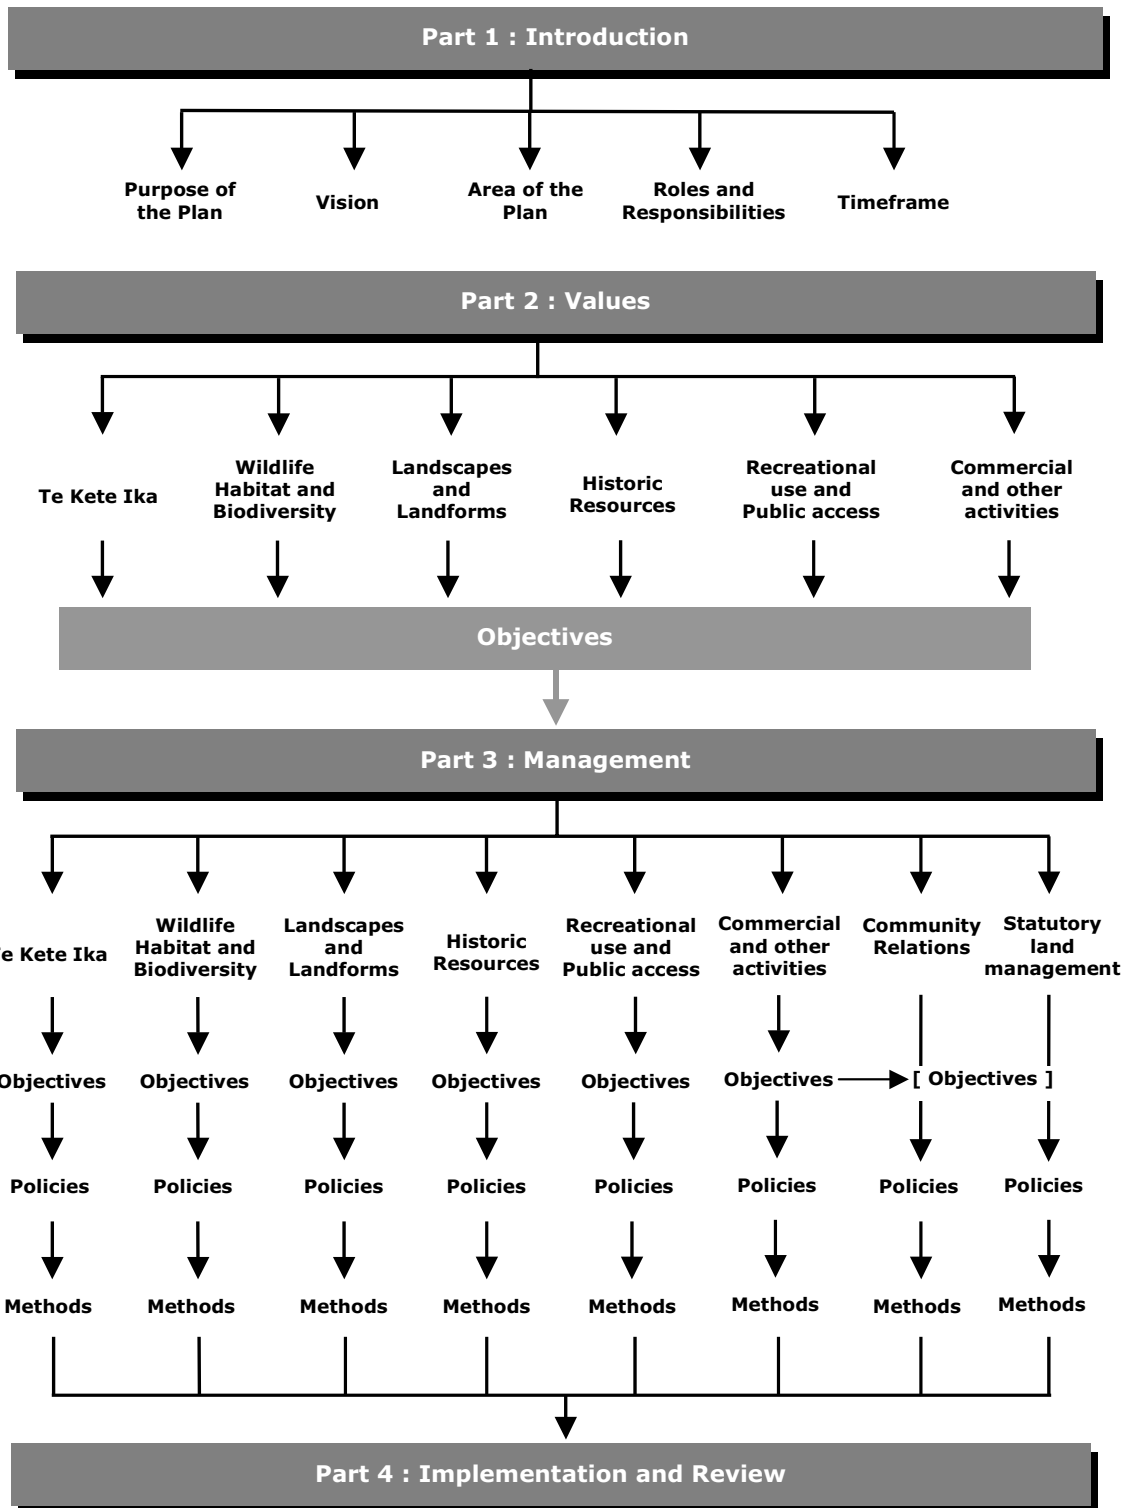 Part 1 : Introduction
Purpose of
the Plan
Vision
Area of the
Plan
Roles and
Responsibilities
Timeframe
Part 2 : Values
Te Kete Ika
Wildlife
Habitat and
Biodiversity
Landscapes
and
Landforms
Historic
Resources
Recreational
use and
Public access
Commercial
and other
activities
Objectives
Part 3 : Management
e Kete Ika
Wildlife
Habitat and
Biodiversity
Landscapes
and
Landforms
Historic
Resources
Recreational
use and
Public access
Commercial
and other
activities
Community
Relations
Statutory
land
management
Objectives
Objectives
Objectives
Objectives
Objectives
Objectives
[ Objectives ]
Policies
Policies
Policies
Policies
Policies
Policies
Policies
Policies
Methods
Methods
Methods
Methods
Methods
Methods
Methods
Methods
Part 4 : Implementation and Review